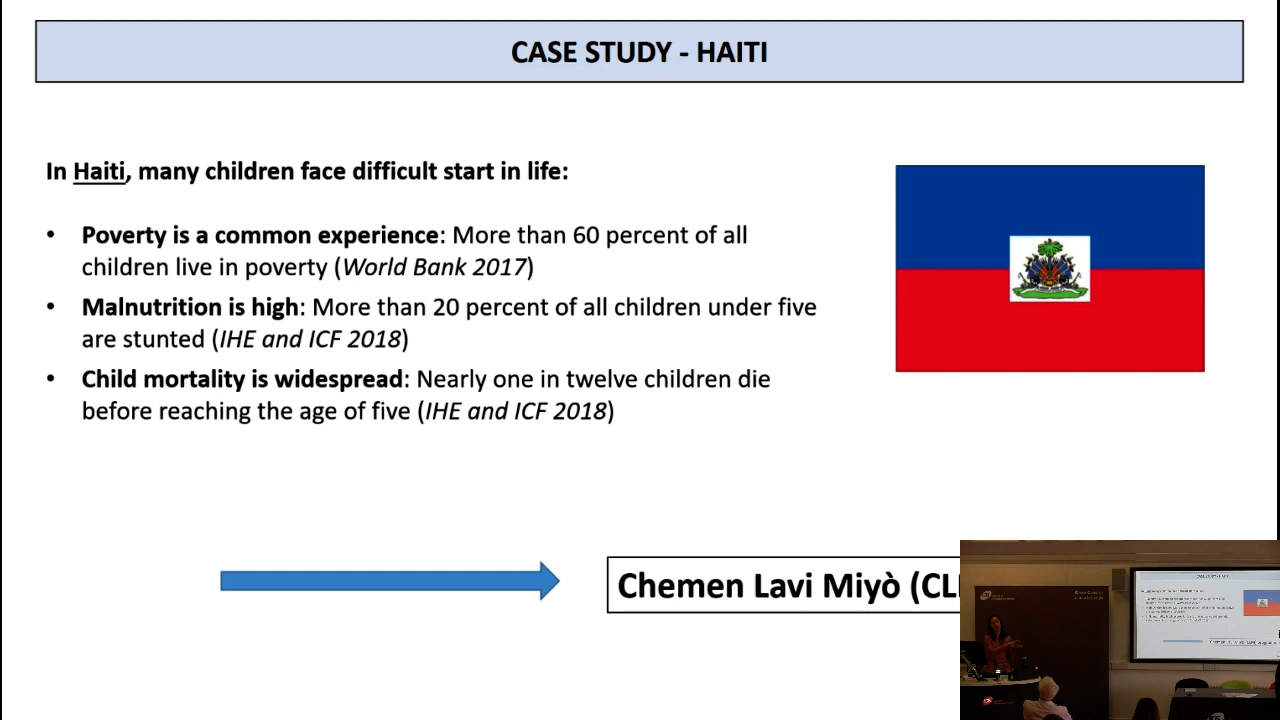 CASE STUDY - HAITI
In Haiti, many children face difficult start in life:
• Poverty is a common experience: More than 60 percent of all
children live in poverty (World Bank 2017)
• Malnutrition is high: More than 20 percent of all children under five
are stunted (IHE and ICF 2018)
• Child mortality is widespread: Nearly one in twelve children die
before reaching the age of five (IHE and ICF 2018)
Chemen Lavi Miyò (CL
CASE STUDY - HAITI